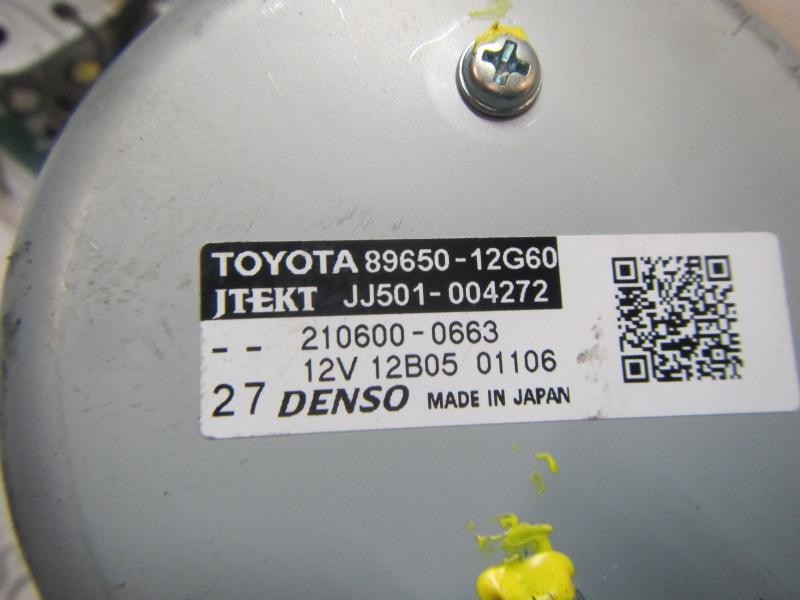 TOYOTA 89650-12G60
JTEKT JJ501-004272
-- 210600-0663
12V 12B05 01106
27 DENSO MADE IN JAPAN